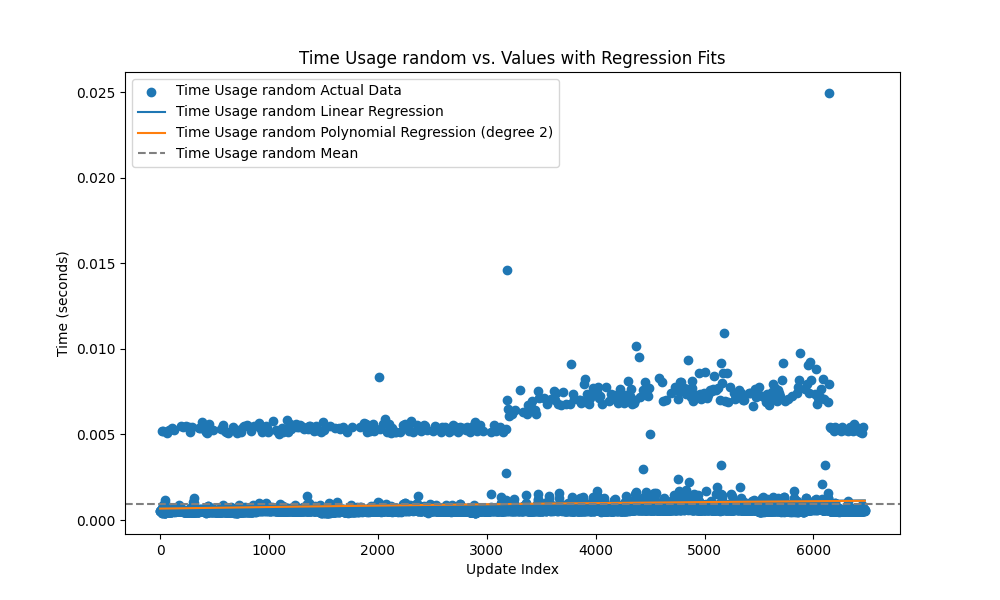 Time Usage random vs. Values with Regression Fits
Time Usage random Actual Data
Time Usage random Linear Regression
Time Usage random Polynomial Regression (degree 2)
Time Usage random Mean
0.025
0.020
0.015
0.010
0.005
0.000
Time (seconds)
0 1000 2000 3000 4000 5000 6000
Update Index